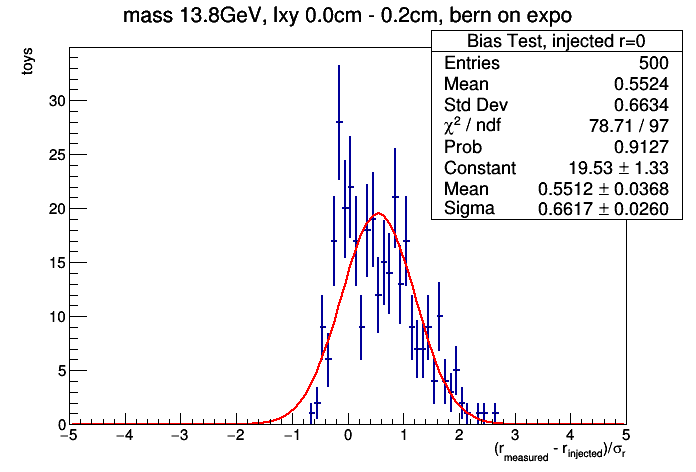 mass 13.8GeV, lxy 0.0cm - 0.2cm, bern on expo
Bias Test, injected r=0
Entries 500
Mean 0.5524
Std Dev 0.6634
χ² / ndf 78.71 / 97
Prob 0.9127
Constant 19.53 ± 1.33
Mean 0.5512 ± 0.0368
Sigma 0.6617 ± 0.0260
toys
30
25
20
15
10
5
0
−5 −4 −3 −2 −1 0 1 2 3 4 5
(r_measured - r_injected)/σ_r